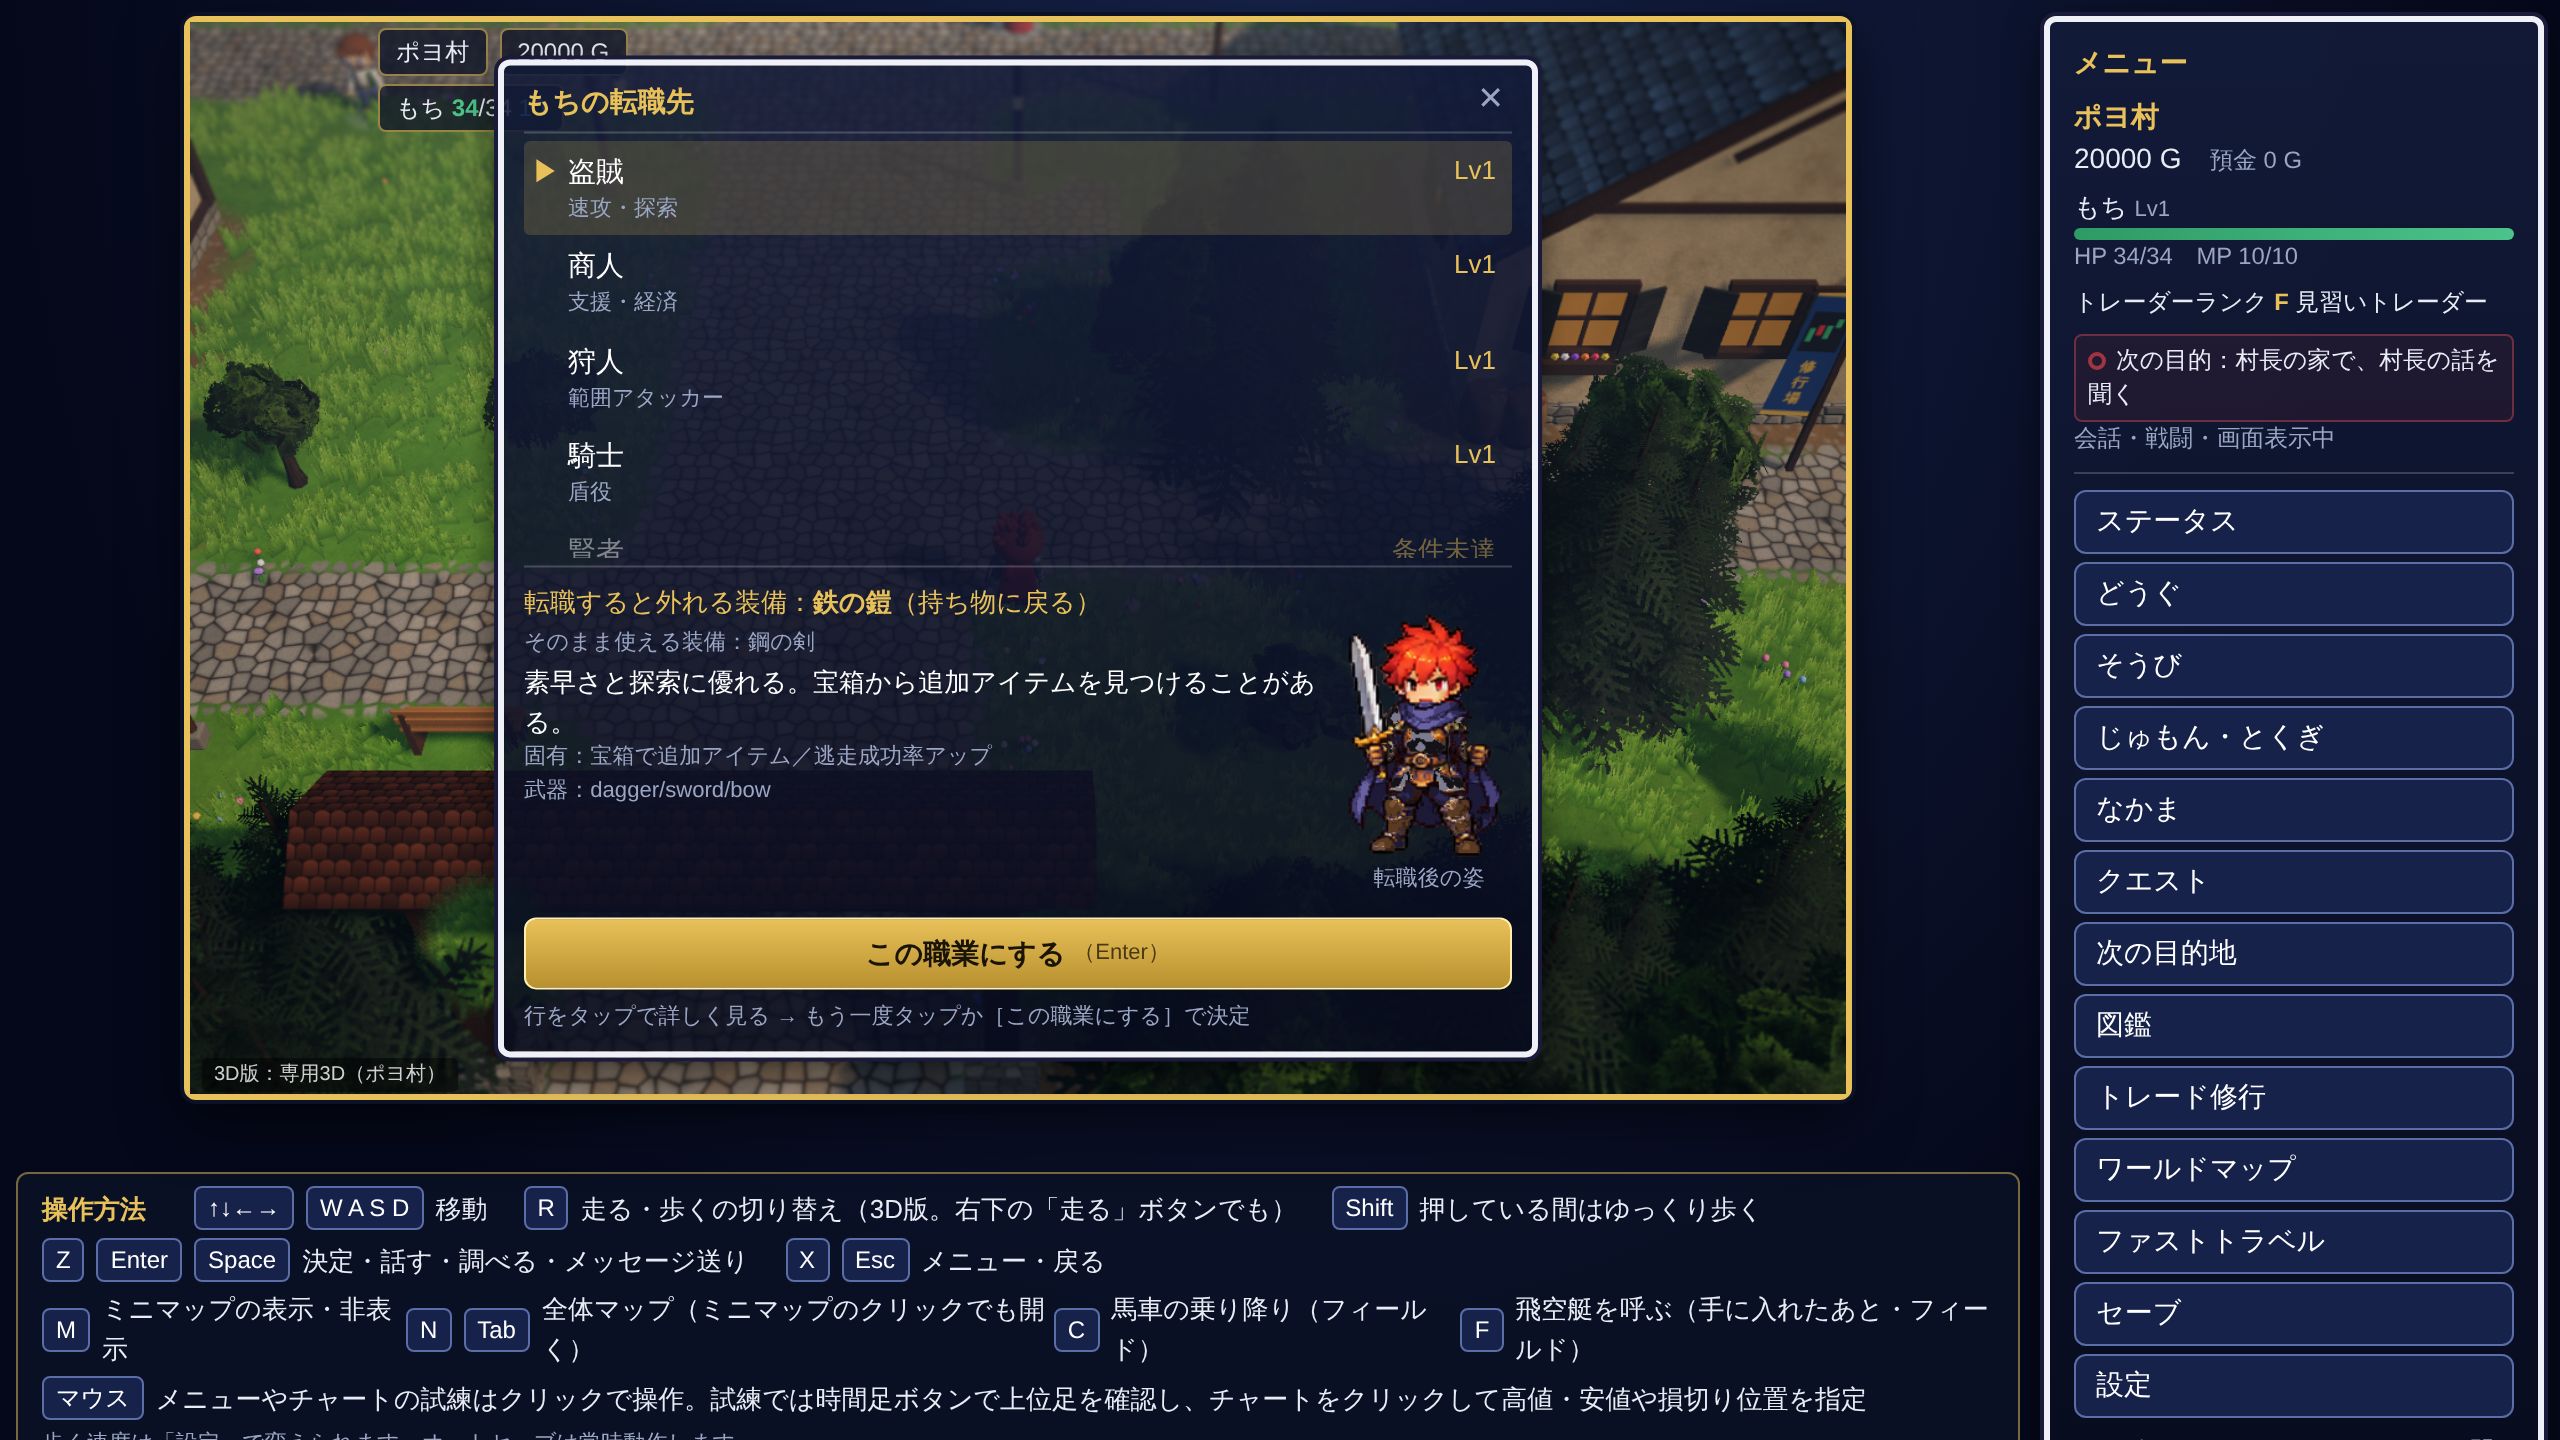 ポヨ村
20000 G
もち 34/34
もちの転職先
×
▶ 盗賊 Lv1
速攻・探索
商人 Lv1
支援・経済
狩人 Lv1
範囲アタッカー
騎士 Lv1
盾役
賢者 条件未達
転職すると外れる装備：鉄の鎧（持ち物に戻る）
そのまま使える装備：鋼の剣
素早さと探索に優れる。宝箱から追加アイテムを見つけることがあ
る。
固有：宝箱で追加アイテム／逃走成功率アップ
武器：dagger/sword/bow
転職後の姿
この職業にする （Enter）
行をタップで詳しく見る → もう一度タップか［この職業にする］で決定
修行場
3D版：専用3D（ポヨ村）
メニュー
ポヨ村
20000 G 預金 0 G
もち Lv1
HP 34/34 MP 10/10
トレーダーランク F 見習いトレーダー
次の目的：村長の家で、村長の話を
聞く
会話・戦闘・画面表示中
ステータス
どうぐ
そうび
じゅもん・とくぎ
なかま
クエスト
次の目的地
図鑑
トレード修行
ワールドマップ
ファストトラベル
セーブ
設定
操作方法 ↑↓←→ W A S D 移動 R 走る・歩くの切り替え（3D版。右下の「走る」ボタンでも） Shift 押している間はゆっくり歩く
Z Enter Space 決定・話す・調べる・メッセージ送り X Esc メニュー・戻る
M ミニマップの表示・非表
示
N Tab 全体マップ（ミニマップのクリックでも開
く）
C 馬車の乗り降り（フィール
ド）
F 飛空艇を呼ぶ（手に入れたあと・フィー
ルド）
マウス メニューやチャートの試練はクリックで操作。試練では時間足ボタンで上位足を確認し、チャートをクリックして高値・安値や損切り位置を指定